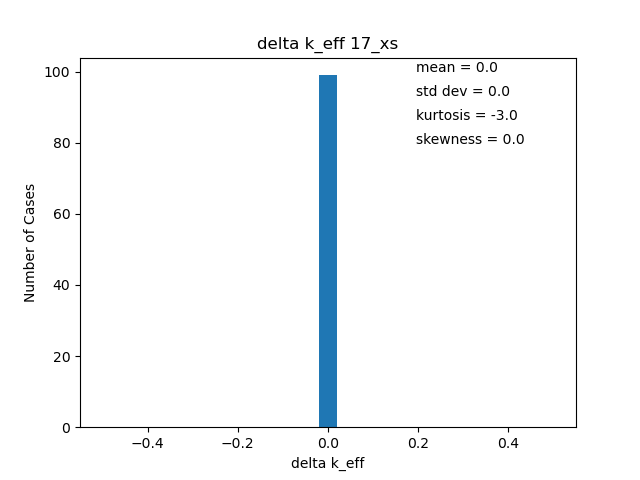 delta k_eff 17_xs
mean = 0.0
std dev = 0.0
kurtosis = -3.0
skewness = 0.0
100
80
60
40
20
0
Number of Cases
−0.4 −0.2 0.0 0.2 0.4
delta k_eff